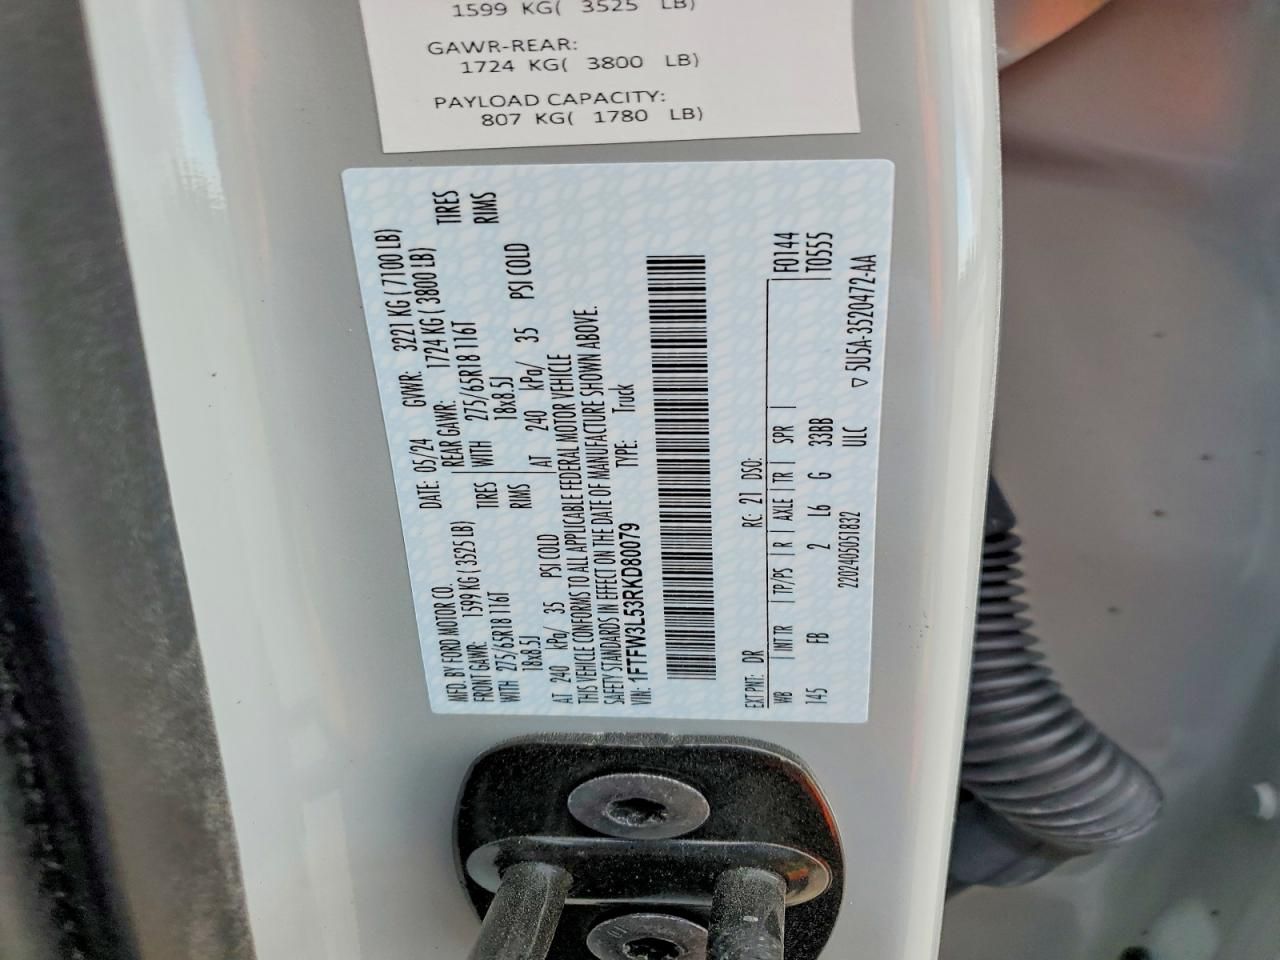 1599 KG( 3525 LB)
GAWR-REAR:
1724 KG( 3800 LB)
PAYLOAD CAPACITY:
807 KG( 1780 LB)
MFD. BY FORD MOTOR CO. DATE: 05/24 GVWR: 3221 KG ( 7100 LB)
FRONT GAWR: 1599 KG ( 3525 LB) REAR GAWR: 1724 KG ( 3800 LB)
WITH 275/65R18 116T TIRES WITH 275/65R18 116T TIRES
18x8.5J RIMS 18x8.5J RIMS
AT 240 kPa/ 35 PSI COLD AT 240 kPa/ 35 PSI COLD
THIS VEHICLE CONFORMS TO ALL APPLICABLE FEDERAL MOTOR VEHICLE
SAFETY STANDARDS IN EFFECT ON THE DATE OF MANUFACTURE SHOWN ABOVE.
VIN: 1FTFW3L53RKD80079 TYPE: Truck
EXT PNT: DR RC: 21 DSO:
WB INT TR TP/PS R AXLE TR SPR F0144
145 FB 2 L6 G 33BB T0555
2202405051832 ULC ▽ 5U5A-3520472-AA